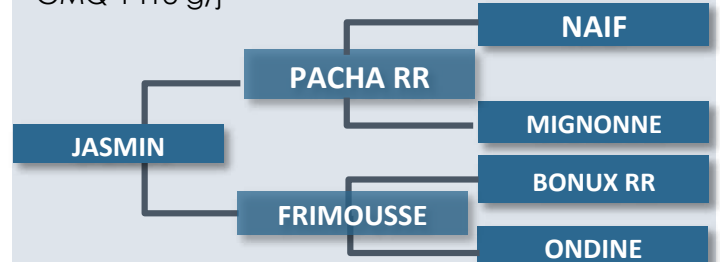 NAIF
PACHA RR
MIGNONNE
JASMIN
BONUX RR
FRIMOUSSE
ONDINE